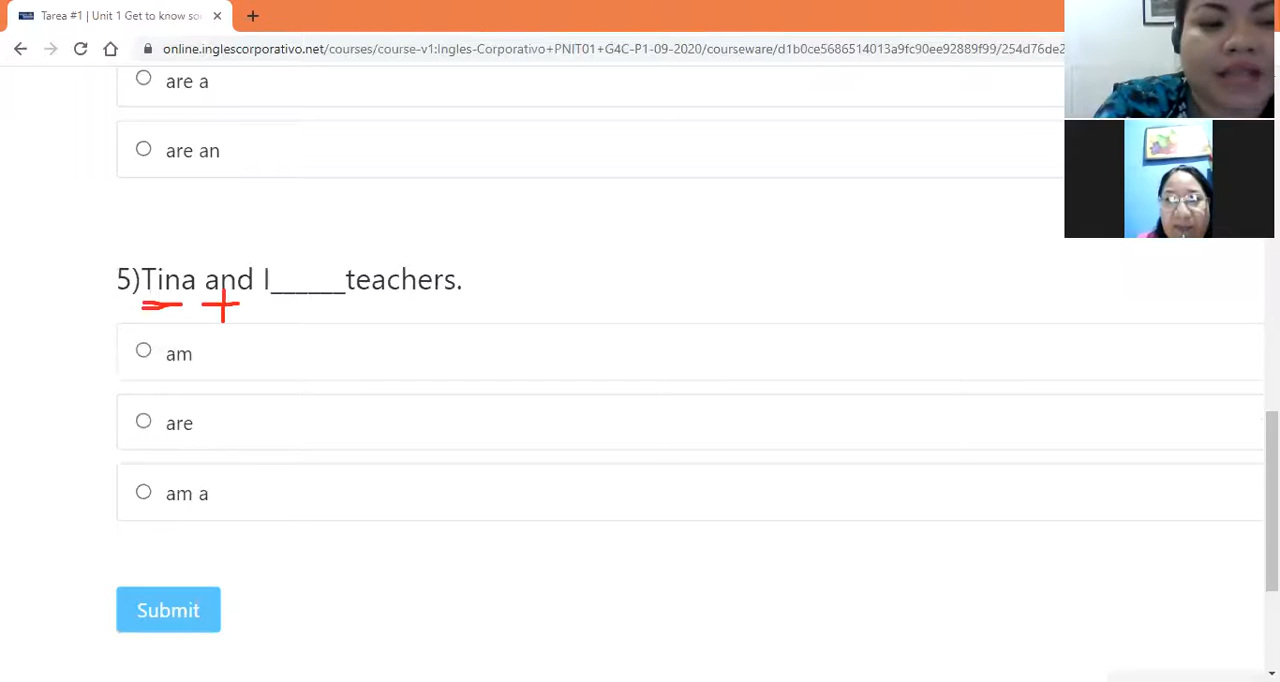 Tarea #1 | Unit 1 Get to know so
online.inglescorporativo.net/courses/course-v1:Ingles-Corporativo+PNIT01+G4C-P1-09-2020/courseware/d1b0ce5686514013a9fc90ee92889f99/254d76de2
are a
are an
5)Tina and I______teachers.
am
are
am a
Submit